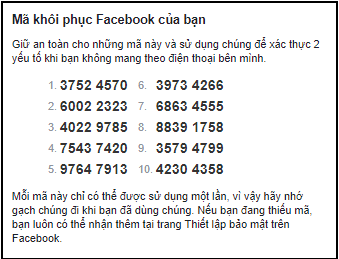 Mã khôi phục Facebook của bạn
Giữ an toàn cho những mã này và sử dụng chúng để xác thực 2
yếu tố khi bạn không mang theo điện thoại bên mình.
1. 3752 4570 6. 3973 4266
2. 6002 2323 7. 6863 4555
3. 4022 9785 8. 8839 1758
4. 7543 7420 9. 3579 4799
5. 9764 7913 10. 4230 4358
Mỗi mã này chỉ có thể được sử dụng một lần, vì vậy hãy nhớ
gạch chúng đi khi bạn đã dùng chúng. Nếu bạn đang thiếu mã,
bạn luôn có thể nhận thêm tại trang Thiết lập bảo mật trên
Facebook.